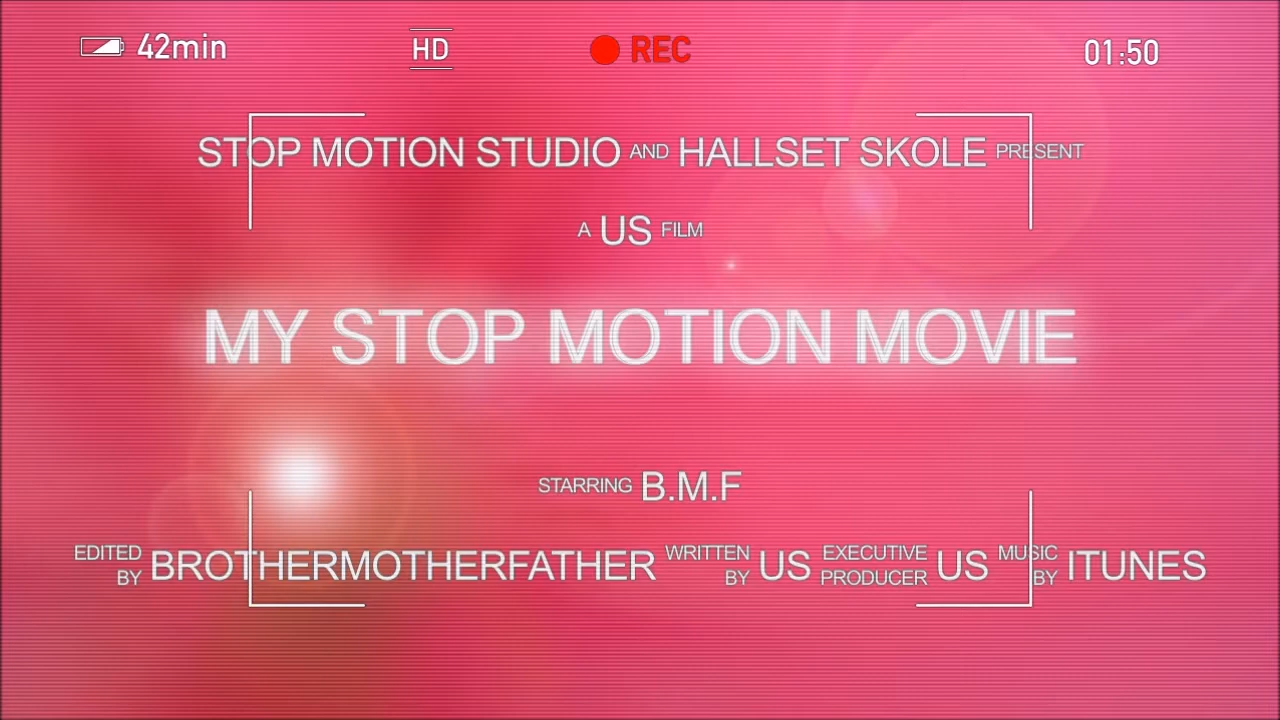 42min HD REC 01:50
STOP MOTION STUDIO AND HALLSET SKOLE PRESENT
A US FILM
MY STOP MOTION MOVIE
STARRING B.M.F
EDITED BY BROTHERMOTHERFATHER WRITTEN BY US EXECUTIVE PRODUCER US MUSIC BY ITUNES